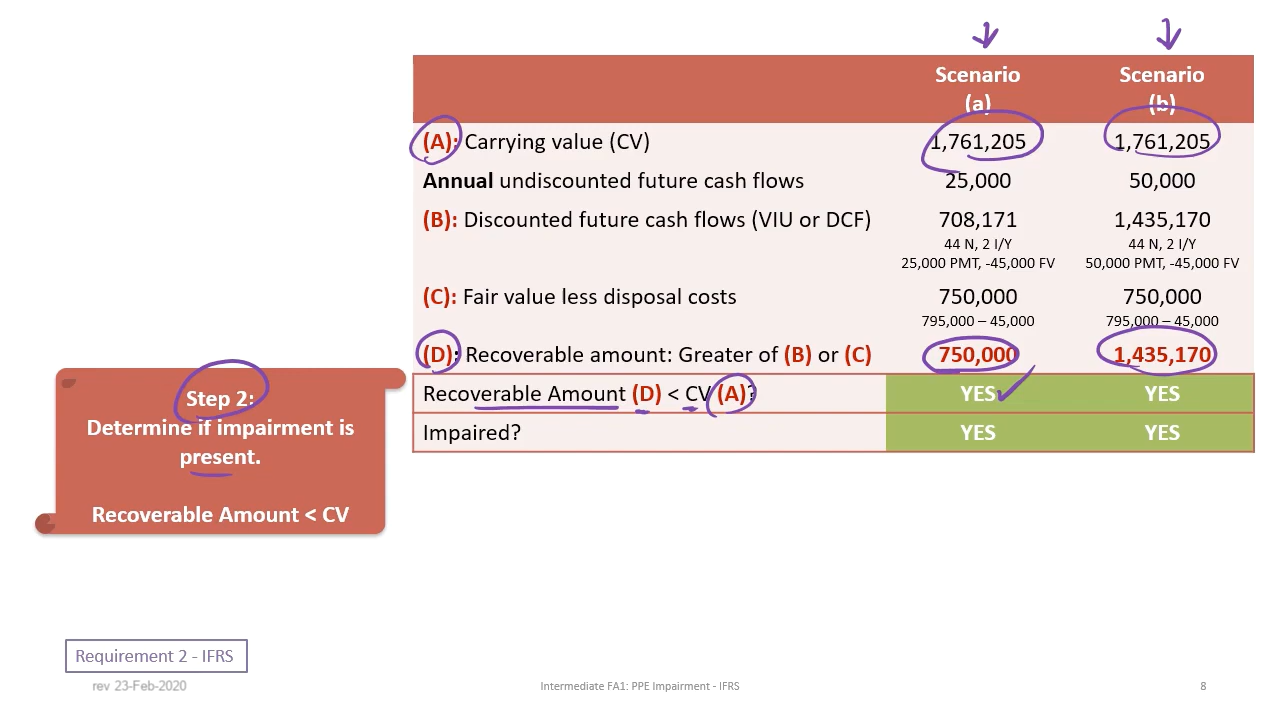 Scenario (a) Scenario (b)
(A): Carrying value (CV) 1,761,205 1,761,205
Annual undiscounted future cash flows 25,000 50,000
(B): Discounted future cash flows (VIU or DCF) 708,171 1,435,170
44 N, 2 I/Y 44 N, 2 I/Y
25,000 PMT, -45,000 FV 50,000 PMT, -45,000 FV
(C): Fair value less disposal costs 750,000 750,000
795,000 – 45,000 795,000 – 45,000
(D): Recoverable amount: Greater of (B) or (C) 750,000 1,435,170
Recoverable Amount (D) < CV (A)? YES YES
Impaired? YES YES
Step 2:
Determine if impairment is
present.
Recoverable Amount < CV
Requirement 2 - IFRS
rev 23-Feb-2020
Intermediate FA1: PPE Impairment - IFRS
8